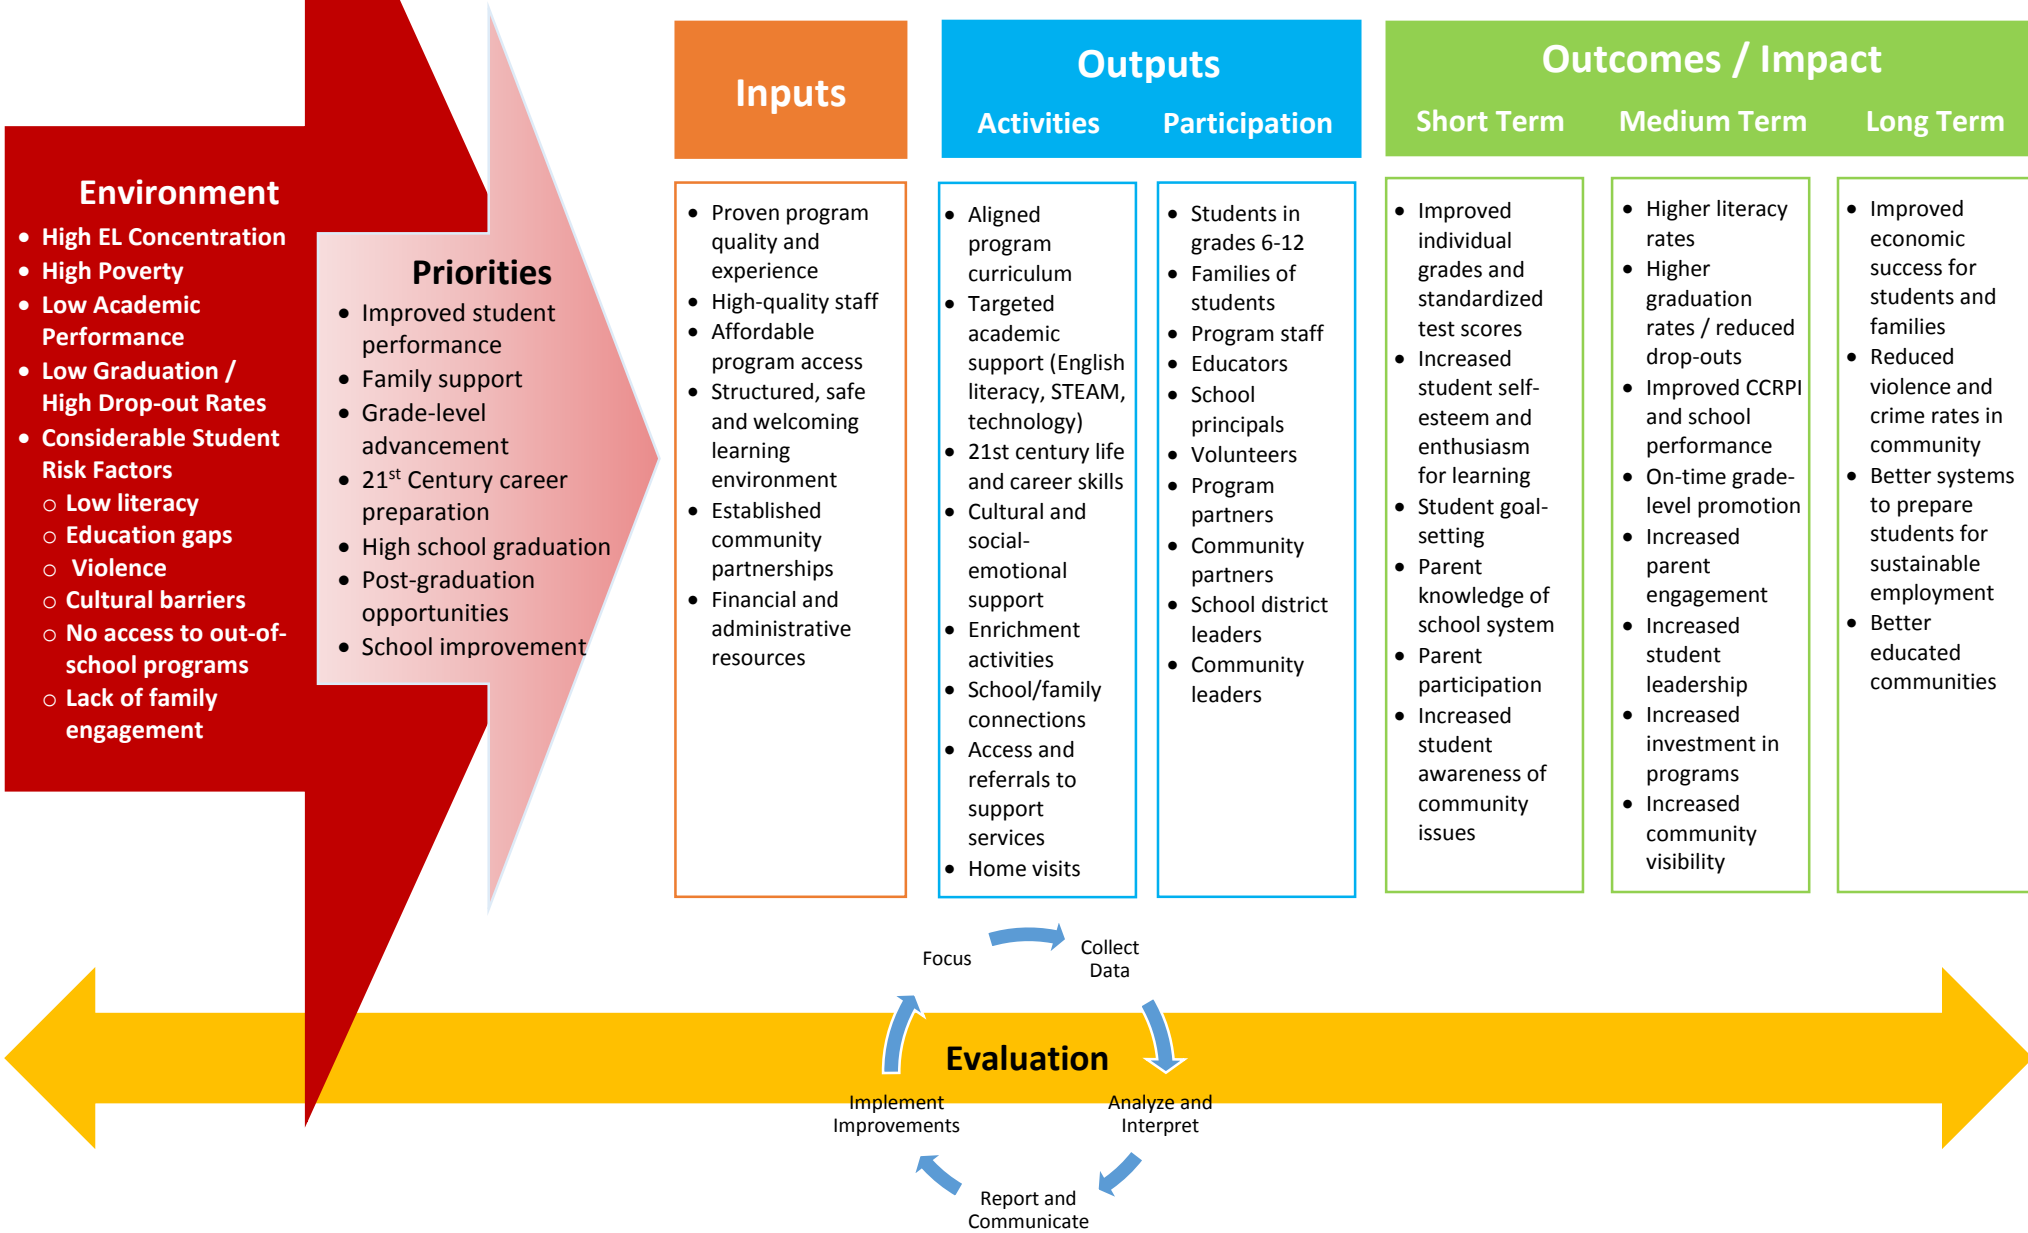 Environment
• High EL Concentration
• High Poverty
• Low Academic
Performance
• Low Graduation /
High Drop-out Rates
• Considerable Student
Risk Factors
○ Low literacy
○ Education gaps
○ Violence
○ Cultural barriers
○ No access to out-of-
school programs
○ Lack of family
engagement
Priorities
• Improved student
performance
• Family support
• Grade-level
advancement
• 21st Century career
preparation
• High school graduation
• Post-graduation
opportunities
• School improvement
Inputs
• Proven program
quality and
experience
• High-quality staff
• Affordable
program access
• Structured, safe
and welcoming
learning
environment
• Established
community
partnerships
• Financial and
administrative
resources
Outputs
Activities
• Aligned
program
curriculum
• Targeted
academic
support (English
literacy, STEAM,
technology)
• 21st century life
and career skills
• Cultural and
social-
emotional
support
• Enrichment
activities
• School/family
connections
• Access and
referrals to
support
services
• Home visits
Participation
• Students in
grades 6-12
• Families of
students
• Program staff
• Educators
• School
principals
• Volunteers
• Program
partners
• Community
partners
• School district
leaders
• Community
leaders
Outcomes / Impact
Short Term
• Improved
individual
grades and
standardized
test scores
• Increased
student self-
esteem and
enthusiasm
for learning
• Student goal-
setting
• Parent
knowledge of
school system
• Parent
participation
• Increased
student
awareness of
community
issues
Medium Term
• Higher literacy
rates
• Higher
graduation
rates / reduced
drop-outs
• Improved CCRPI
and school
performance
• On-time grade-
level promotion
• Increased
parent
engagement
• Increased
student
leadership
• Increased
investment in
programs
• Increased
community
visibility
Long Term
• Improved
economic
success for
students and
families
• Reduced
violence and
crime rates in
community
• Better systems
to prepare
students for
sustainable
employment
• Better
educated
communities
Evaluation
Focus
Collect
Data
Analyze and
Interpret
Report and
Communicate
Implement
Improvements